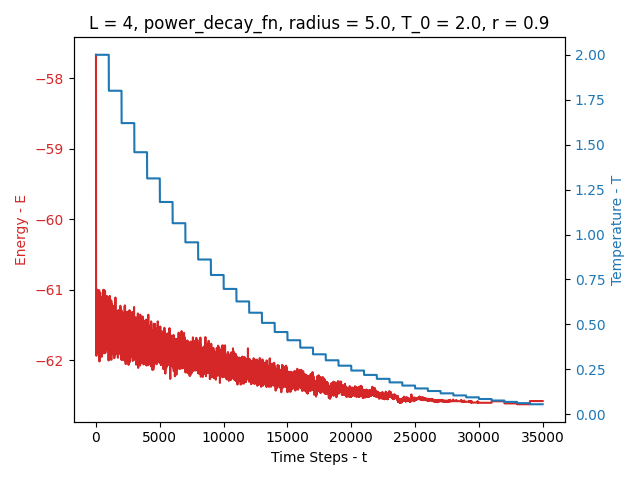 L = 4, power_decay_fn, radius = 5.0, T_0 = 2.0, r = 0.9
−58
−59
−60
−61
−62
Energy - E
2.00
1.75
1.50
1.25
1.00
0.75
0.50
0.25
0.00
Temperature - T
0 5000 10000 15000 20000 25000 30000 35000
Time Steps - t